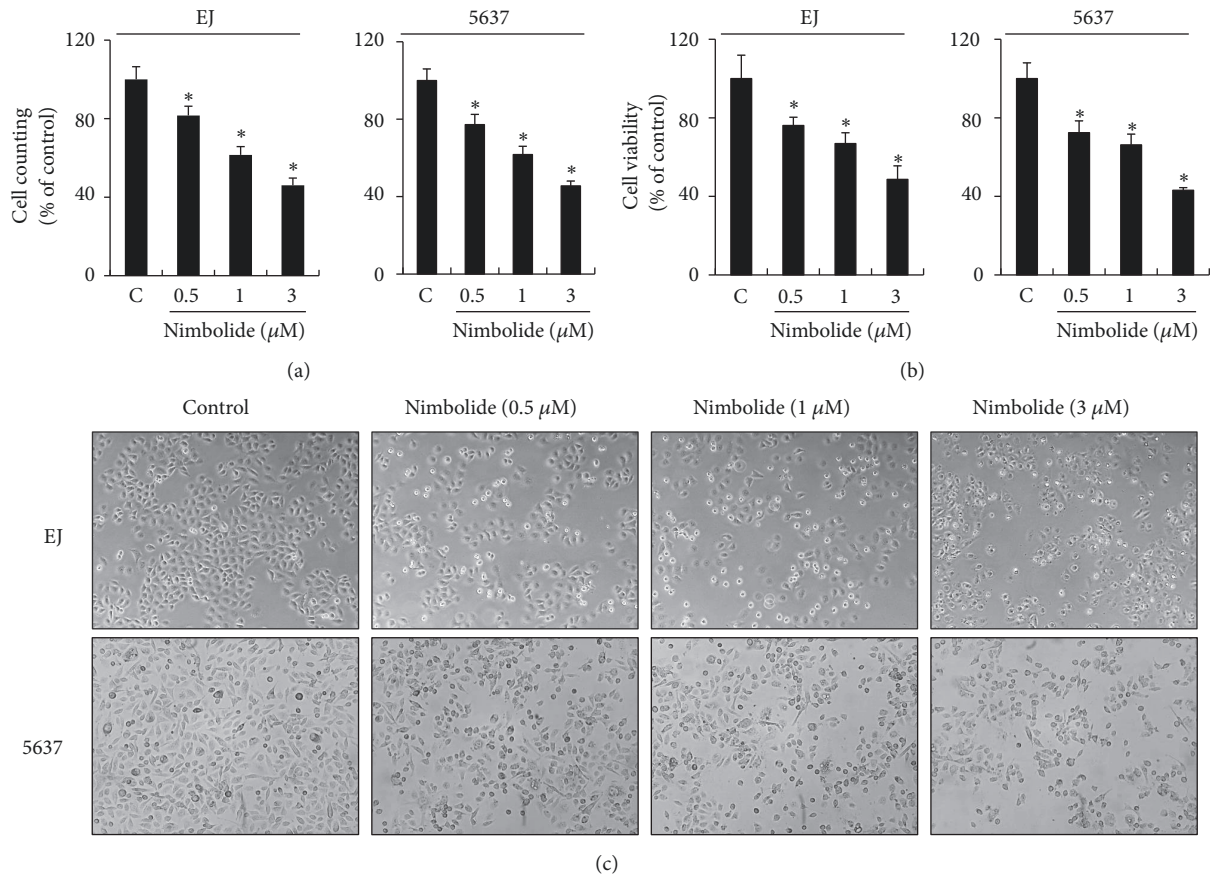 EJ
120
80
40
0
Cell counting
(% of control)
*
*
*
C 0.5 1 3
Nimbolide (μM)
5637
120
80
40
0
*
*
*
C 0.5 1 3
Nimbolide (μM)
(a)
EJ
120
80
40
0
Cell viability
(% of control)
*
*
*
C 0.5 1 3
Nimbolide (μM)
5637
120
80
40
0
*
*
*
C 0.5 1 3
Nimbolide (μM)
(b)
Control Nimbolide (0.5 μM) Nimbolide (1 μM) Nimbolide (3 μM)
EJ
5637
(c)